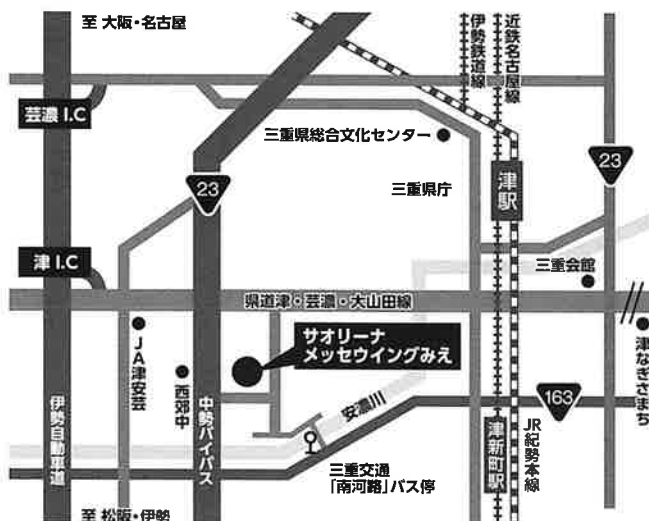 至 大阪・名古屋
伊勢鉄道線
近鉄名古屋線
芸濃 I.C
三重県総合文化センター
23
三重県庁
津駅
23
津 I.C
三重会館
県道津・芸濃・大山田線
サオリーナ
メッセウイングみえ
JA津安芸
西郊中
津なぎさまち
伊勢自動車道
中勢バイパス
安濃川
163
津新町駅
JR紀勢本線
三重交通
「南河路」バス停
至 松阪・伊勢